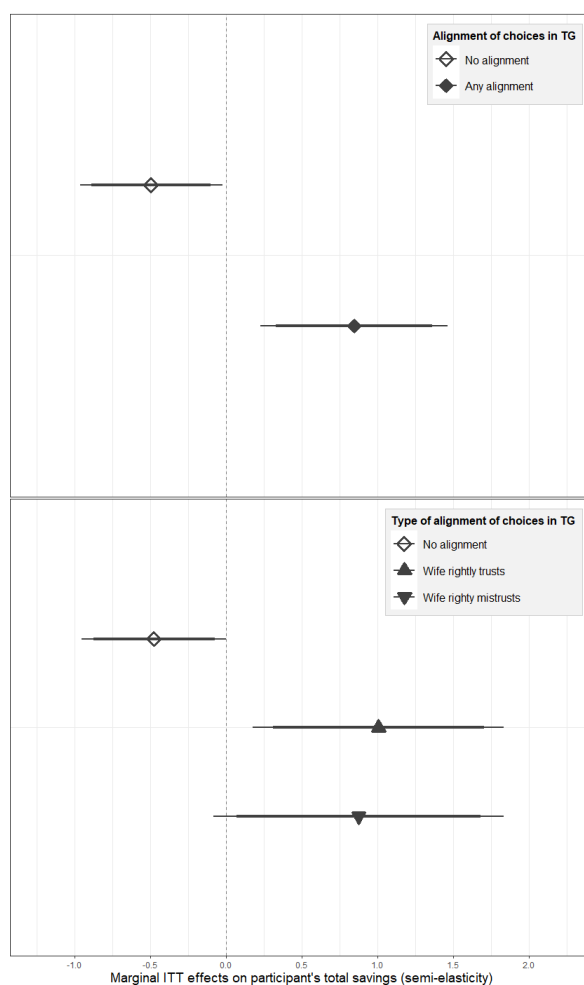 Alignment of choices in TG
No alignment
Any alignment
Type of alignment of choices in TG
No alignment
Wife rightly trusts
Wife righty mistrusts
-1.0 -0.5 0.0 0.5 1.0 1.5 2.0
Marginal ITT effects on participant's total savings (semi-elasticity)